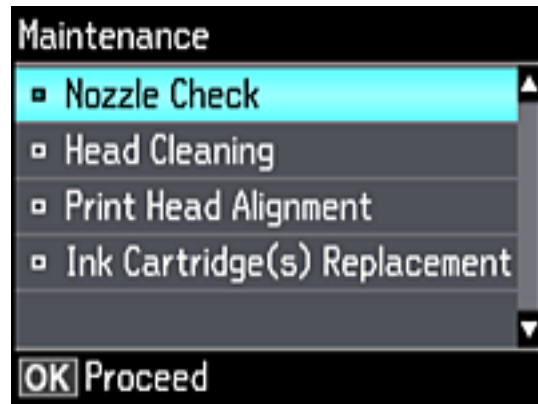 Maintenance
Nozzle Check
Head Cleaning
Print Head Alignment
Ink Cartridge(s) Replacement
OK Proceed